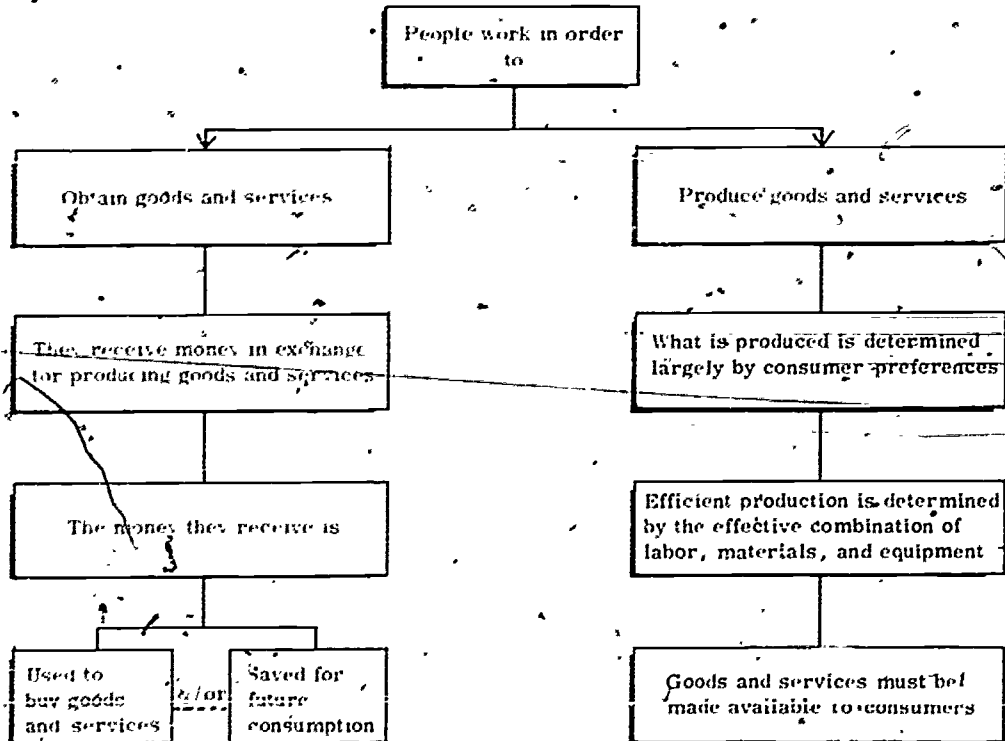 People work in order
to
Obtain goods and services
Produce goods and services
They receive money in exchange
for producing goods and services
What is produced is determined
largely by consumer preferences
The money they receive is
Efficient production is determined
by the effective combination of
labor, materials, and equipment
Used to
buy goods
and services
&/or
Saved for
future
consumption
Goods and services must be
made available to consumers